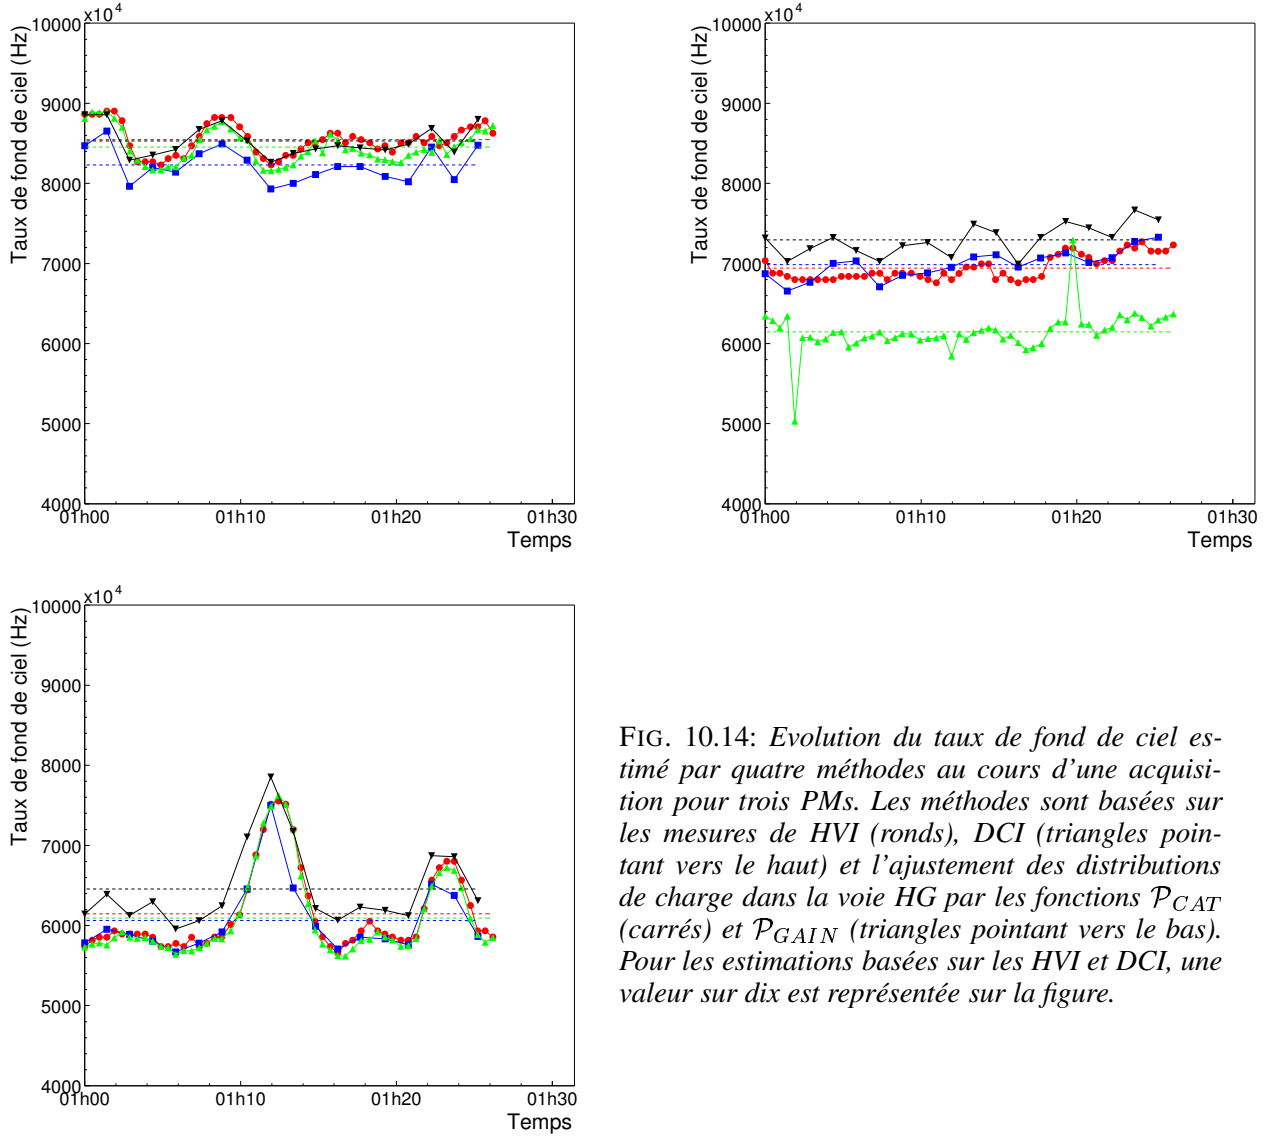 x10⁴
Taux de fond de ciel (Hz)
10000
9000
8000
7000
6000
5000
4000
01h00 01h10 01h20 01h30
Temps
x10⁴
Taux de fond de ciel (Hz)
10000
9000
8000
7000
6000
5000
4000
01h00 01h10 01h20 01h30
Temps
x10⁴
Taux de fond de ciel (Hz)
10000
9000
8000
7000
6000
5000
4000
01h00 01h10 01h20 01h30
Temps
FIG. 10.14: Evolution du taux de fond de ciel es-
timé par quatre méthodes au cours d'une acquisi-
tion pour trois PMs. Les méthodes sont basées sur
les mesures de HVI (ronds), DCI (triangles poin-
tant vers le haut) et l'ajustement des distributions
de charge dans la voie HG par les fonctions P_CAT
(carrés) et P_GAIN (triangles pointant vers le bas).
Pour les estimations basées sur les HVI et DCI, une
valeur sur dix est représentée sur la figure.